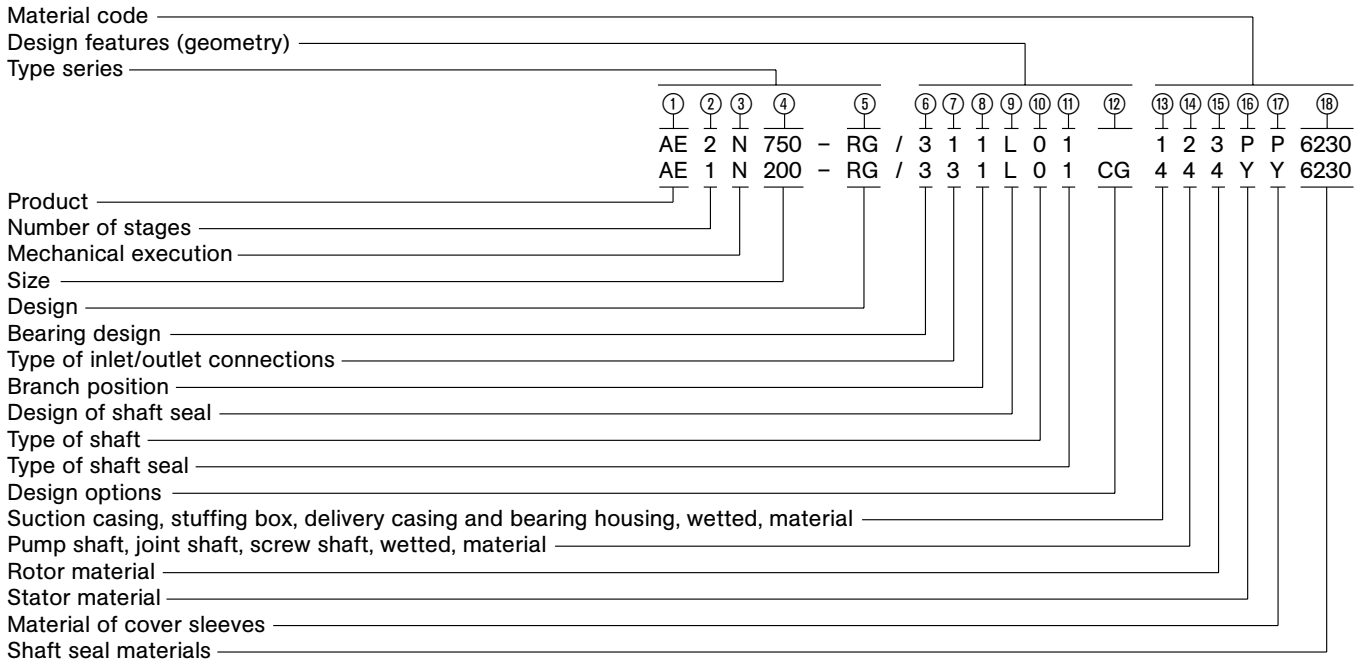 Material code
Design features (geometry)
Type series
① ② ③ ④ ⑤ ⑥ ⑦ ⑧ ⑨ ⑩ ⑪ ⑫ ⑬ ⑭ ⑮ ⑯ ⑰ ⑱
AE 2 N 750 – RG / 3 1 1 L 0 1 1 2 3 P P 6230
AE 1 N 200 – RG / 3 3 1 L 0 1 CG 4 4 4 Y Y 6230
Product
Number of stages
Mechanical execution
Size
Design
Bearing design
Type of inlet/outlet connections
Branch position
Design of shaft seal
Type of shaft
Type of shaft seal
Design options
Suction casing, stuffing box, delivery casing and bearing housing, wetted, material
Pump shaft, joint shaft, screw shaft, wetted, material
Rotor material
Stator material
Material of cover sleeves
Shaft seal materials